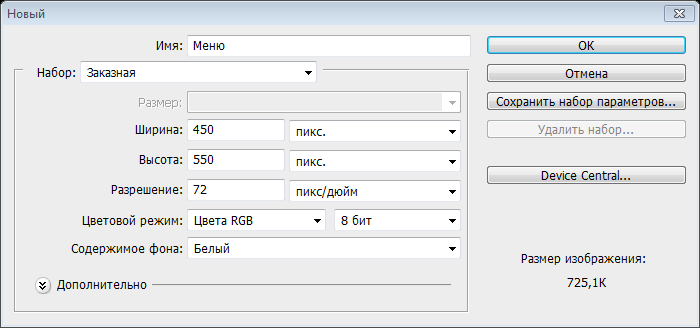 Новый
Имя: Меню
ОК
Набор: Заказная
Отмена
Размер:
Сохранить набор параметров...
Ширина: 450 пикс.
Удалить набор...
Высота: 550 пикс.
Device Central...
Разрешение: 72 пикс/дюйм
Цветовой режим: Цвета RGB 8 бит
Содержимое фона: Белый
Размер изображения:
725,1K
Дополнительно